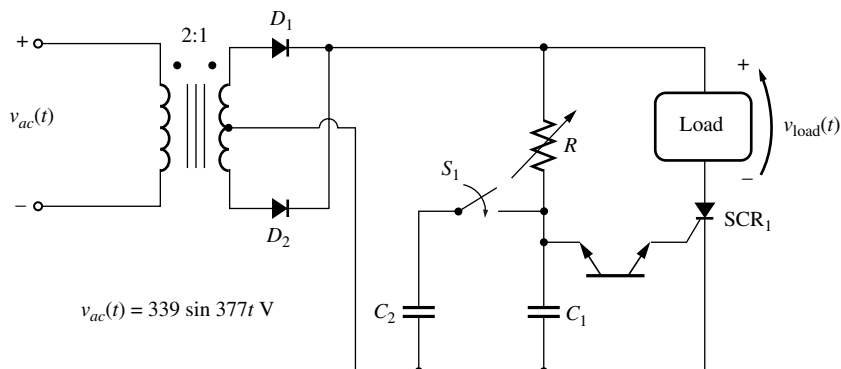 D₁
2:1
+
+
v_ac(t)
Load
v_load(t)
R
S₁
−
−
D₂
SCR₁
v_ac(t) = 339 sin 377t V
C₂
C₁